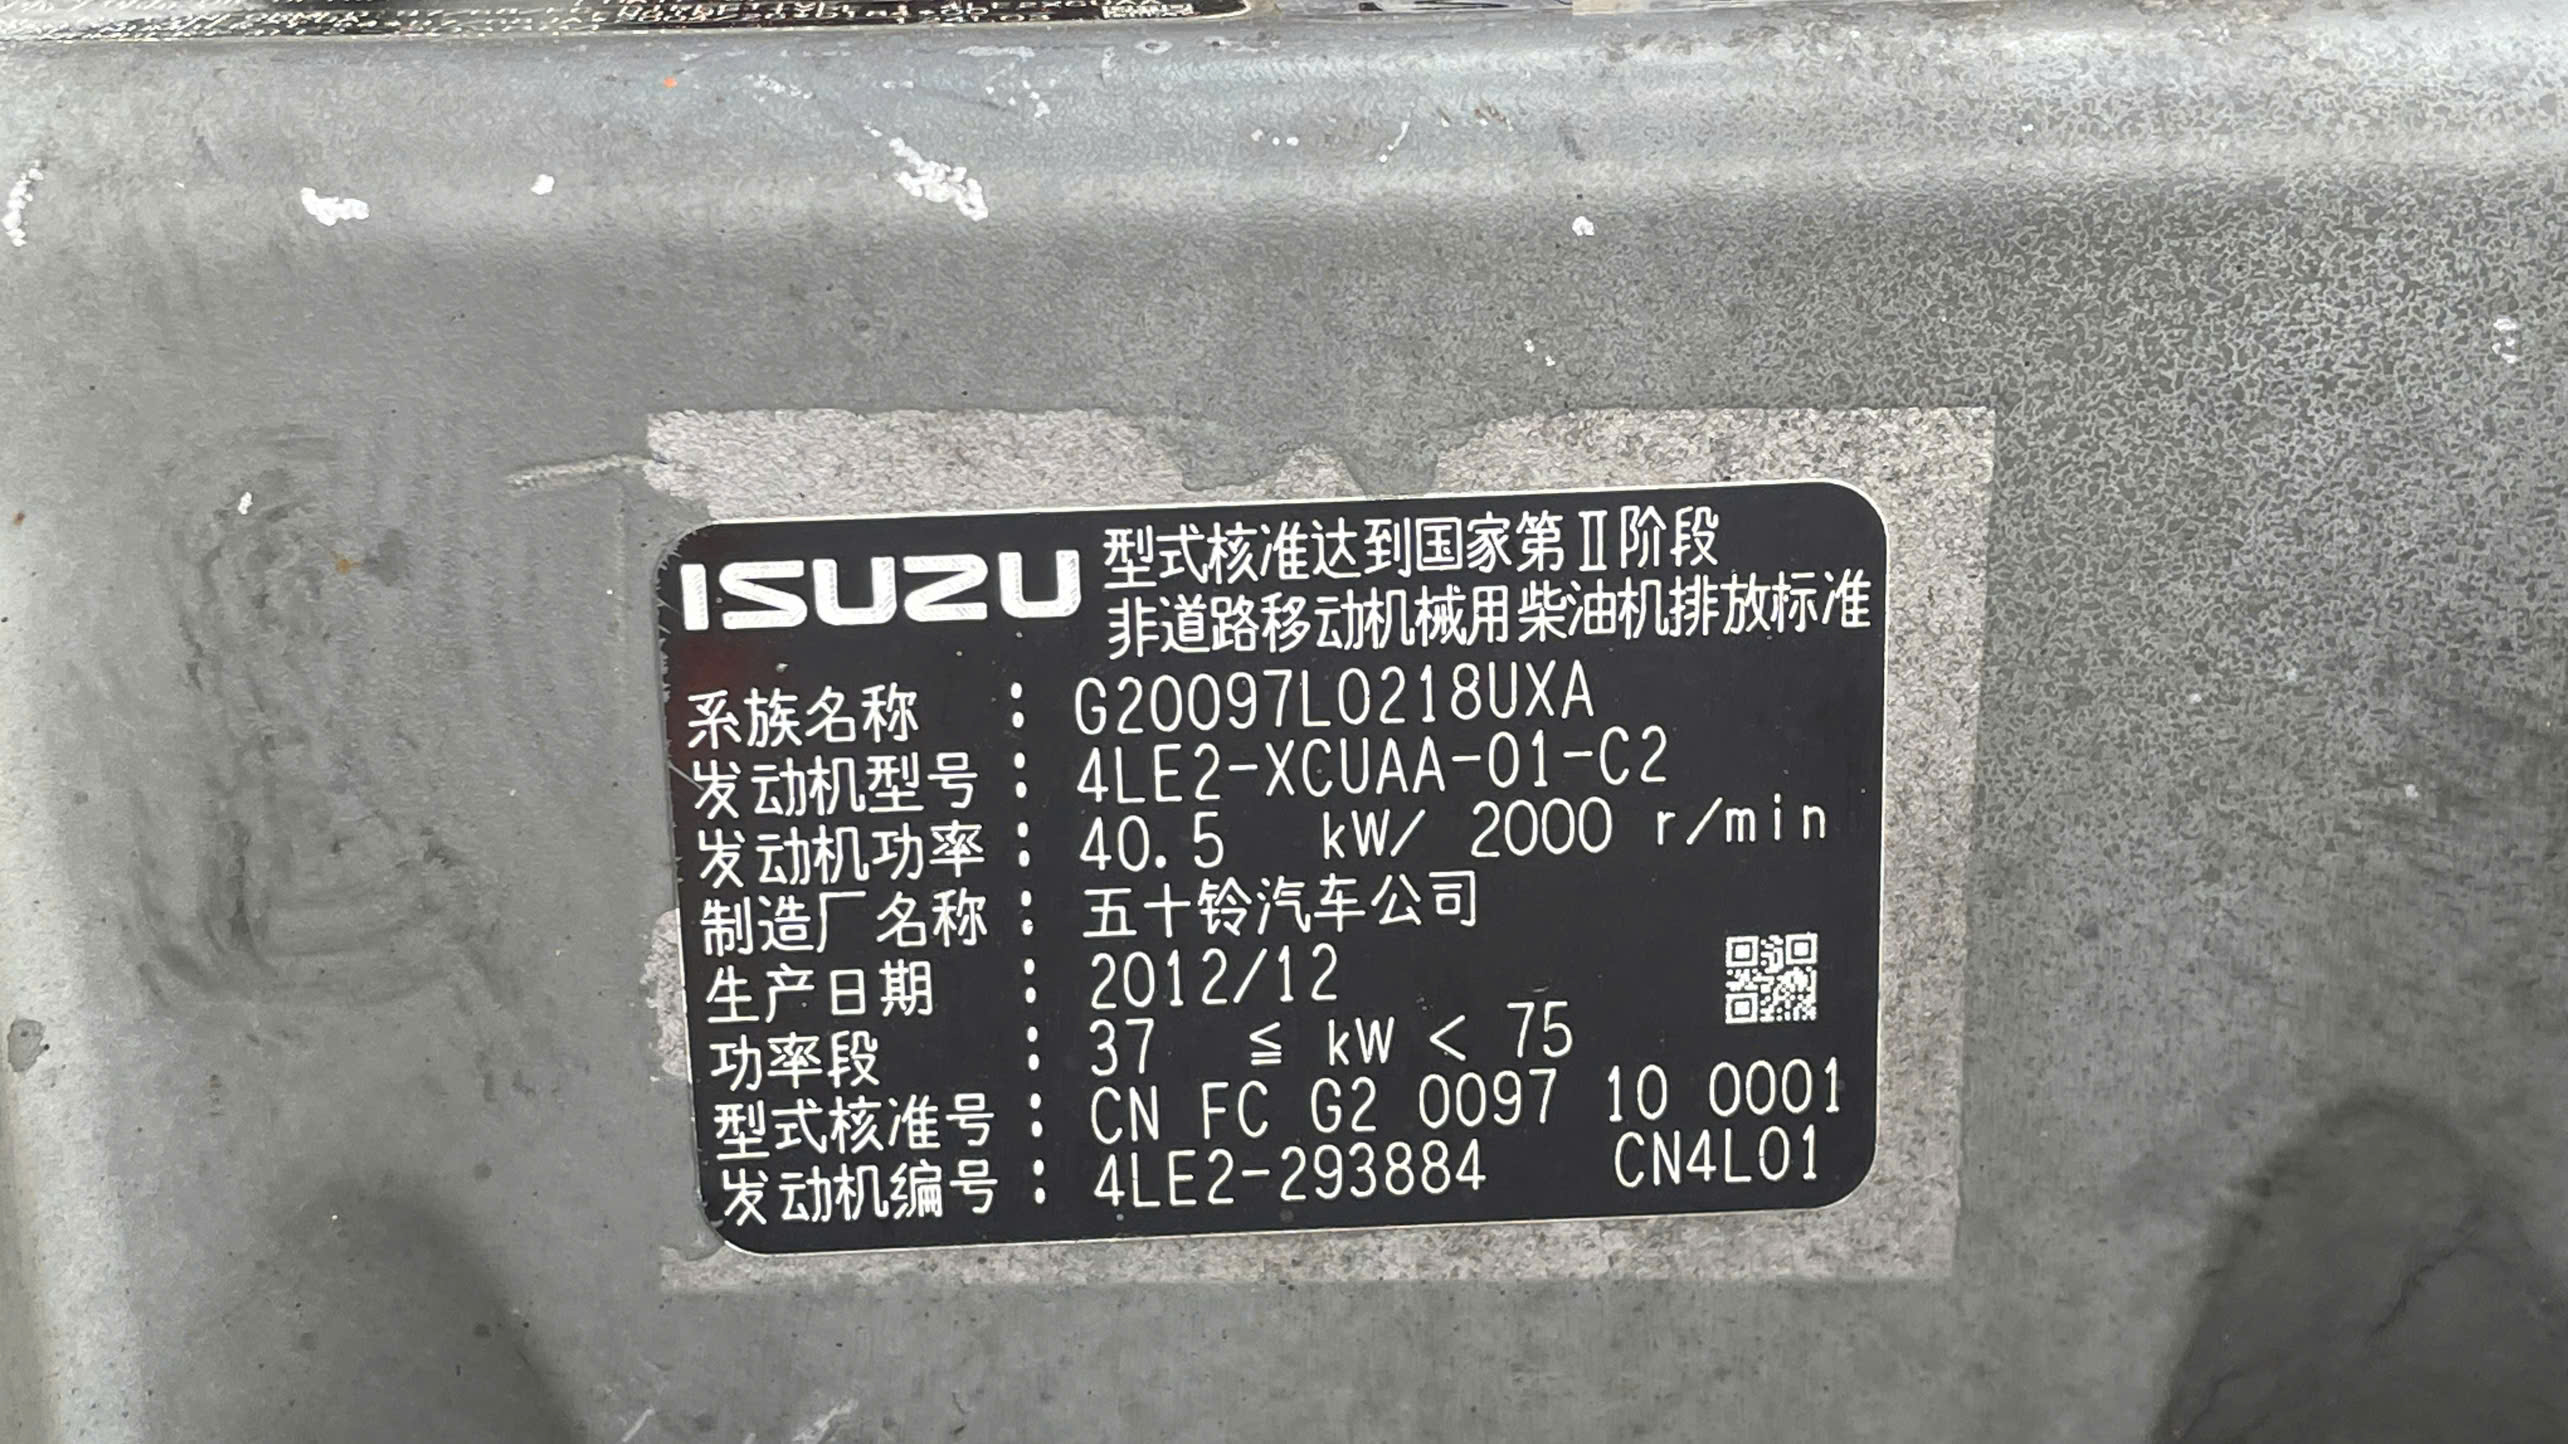 ISUZU 型式核准达到国家第Ⅱ阶段
非道路移动机械用柴油机排放标准
系族名称 : G20097L0218UXA
发动机型号 : 4LE2-XCUAA-01-C2
发动机功率 : 40.5 kW/ 2000 r/min
制造厂名称 : 五十铃汽车公司
生产日期 : 2012/12
功率段 : 37 ≦ kW < 75
型式核准号 : CN FC G2 0097 10 0001
发动机编号 : 4LE2-293884 CN4L01